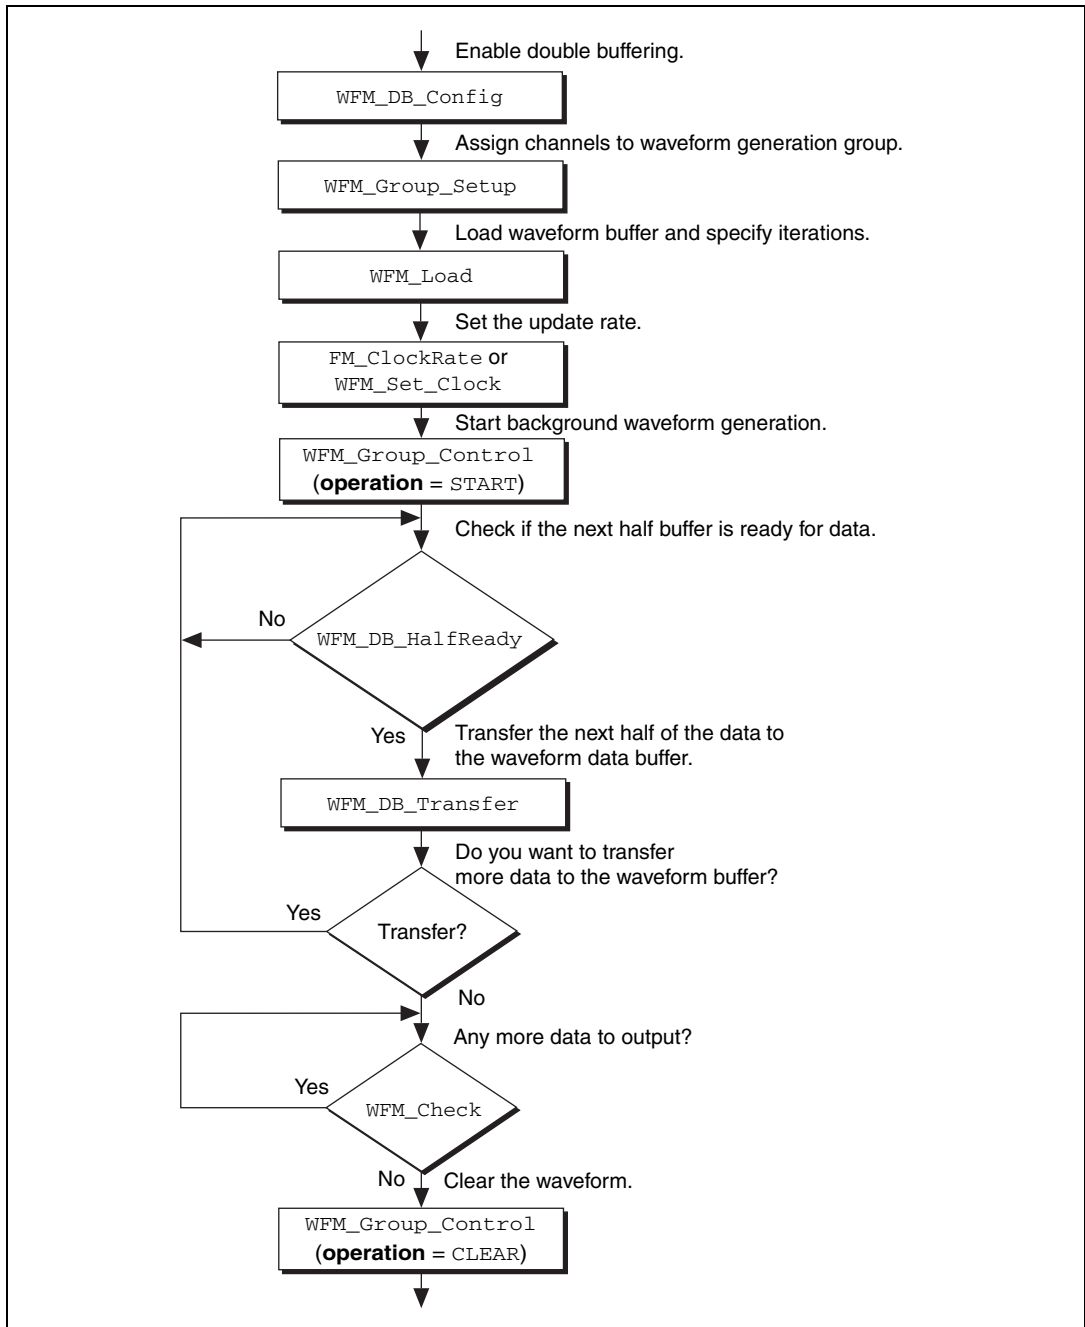 Enable double buffering.
WFM_DB_Config
Assign channels to waveform generation group.
WFM_Group_Setup
Load waveform buffer and specify iterations.
WFM_Load
Set the update rate.
FM_ClockRate or
WFM_Set_Clock
Start background waveform generation.
WFM_Group_Control
(operation = START)
Check if the next half buffer is ready for data.
No
WFM_DB_HalfReady
Yes
Transfer the next half of the data to
the waveform data buffer.
WFM_DB_Transfer
Do you want to transfer
more data to the waveform buffer?
Yes
Transfer?
No
Any more data to output?
Yes
WFM_Check
No
Clear the waveform.
WFM_Group_Control
(operation = CLEAR)